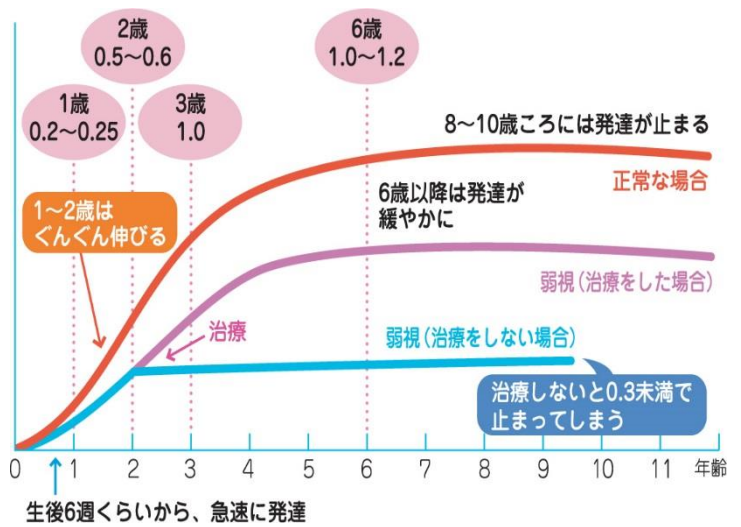 2歳
0.5〜0.6
6歳
1.0〜1.2
1歳
0.2〜0.25
3歳
1.0
8〜10歳ころには発達が止まる
正常な場合
1〜2歳は
ぐんぐん伸びる
6歳以降は発達が
緩やかに
弱視(治療をした場合)
治療
弱視(治療をしない場合)
治療しないと0.3未満で
止まってしまう
0 1 2 3 4 5 6 7 8 9 10 11 年齢
生後6週くらいから、急速に発達